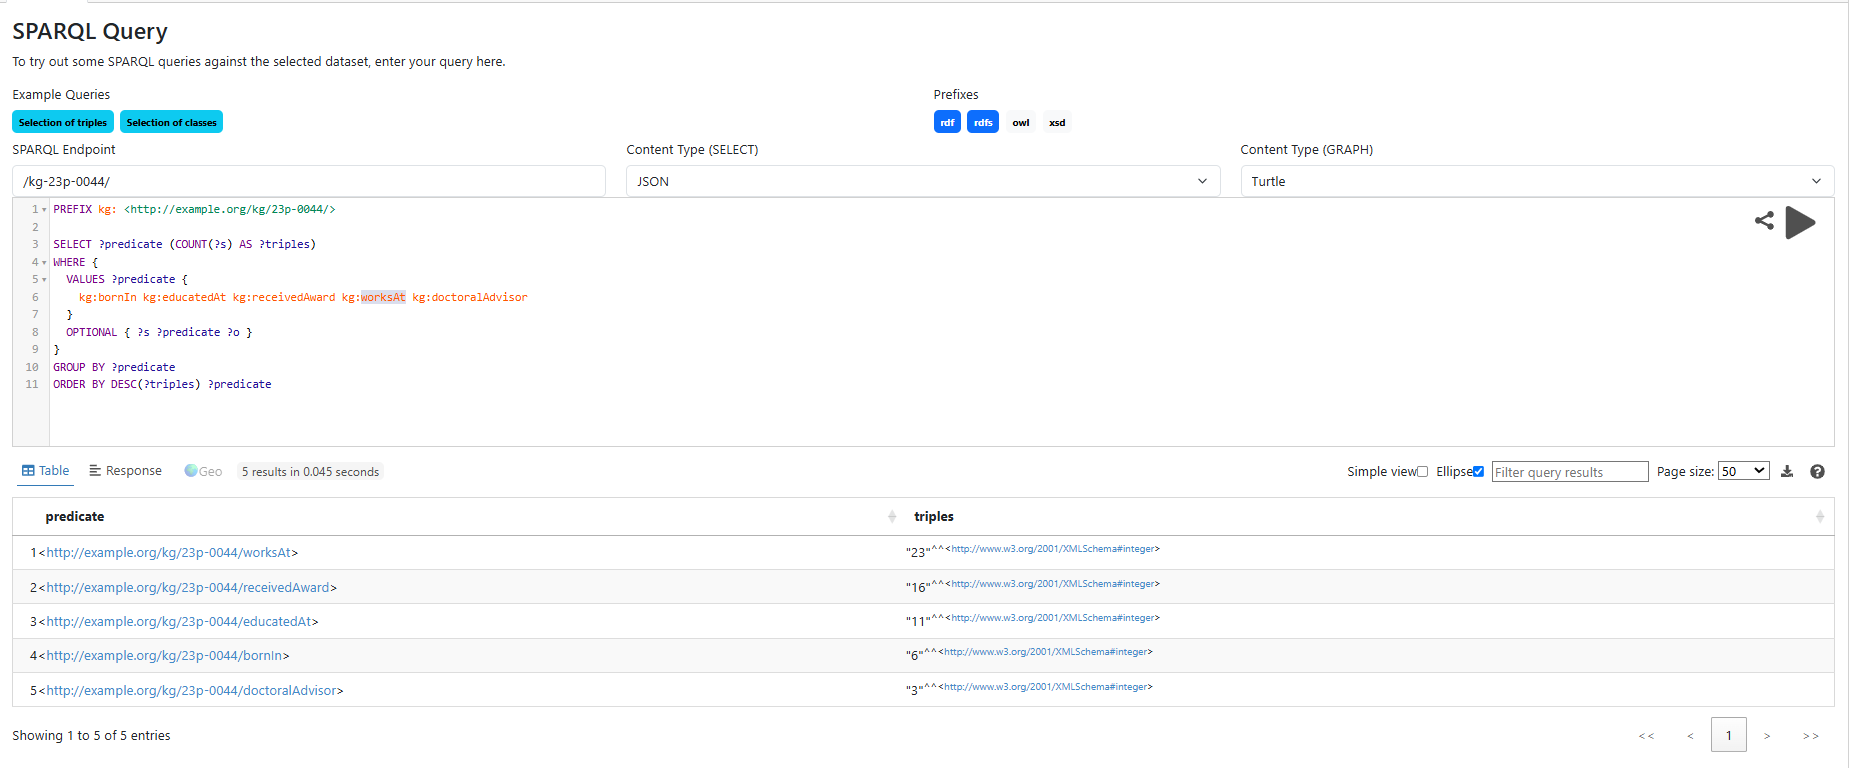 SPARQL Query
To try out some SPARQL queries against the selected dataset, enter your query here.
Example Queries
Prefixes
Selection of triples Selection of classes
rdf rdfs owl xsd
SPARQL Endpoint
Content Type (SELECT)
Content Type (GRAPH)
/kg-23p-0044/
JSON
Turtle
1 PREFIX kg: <http://example.org/kg/23p-0044/>
2
3 SELECT ?predicate (COUNT(?s) AS ?triples)
4 WHERE {
5 VALUES ?predicate {
6 kg:bornIn kg:educatedAt kg:receivedAward kg:worksAt kg:doctoralAdvisor
7 }
8 OPTIONAL { ?s ?predicate ?o }
9 }
10 GROUP BY ?predicate
11 ORDER BY DESC(?triples) ?predicate
Table Response Geo 5 results in 0.045 seconds
Simple view Ellipse Filter query results Page size: 50
predicate triples
1 <http://example.org/kg/23p-0044/worksAt> "23"^^<http://www.w3.org/2001/XMLSchema#integer>
2 <http://example.org/kg/23p-0044/receivedAward> "16"^^<http://www.w3.org/2001/XMLSchema#integer>
3 <http://example.org/kg/23p-0044/educatedAt> "11"^^<http://www.w3.org/2001/XMLSchema#integer>
4 <http://example.org/kg/23p-0044/bornIn> "6"^^<http://www.w3.org/2001/XMLSchema#integer>
5 <http://example.org/kg/23p-0044/doctoralAdvisor> "3"^^<http://www.w3.org/2001/XMLSchema#integer>
Showing 1 to 5 of 5 entries
<< < 1 > >>